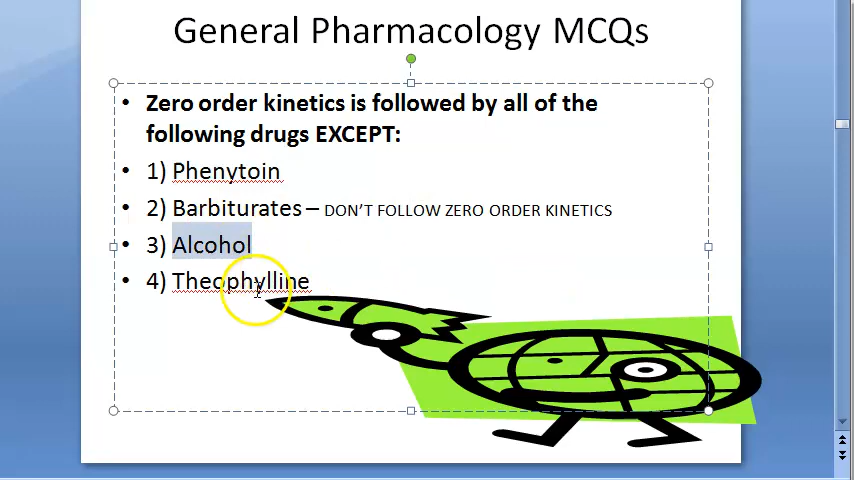 General Pharmacology MCQs
• Zero order kinetics is followed by all of the
following drugs EXCEPT:
• 1) Phenytoin
• 2) Barbiturates – DON'T FOLLOW ZERO ORDER KINETICS
• 3) Alcohol
• 4) Theophylline